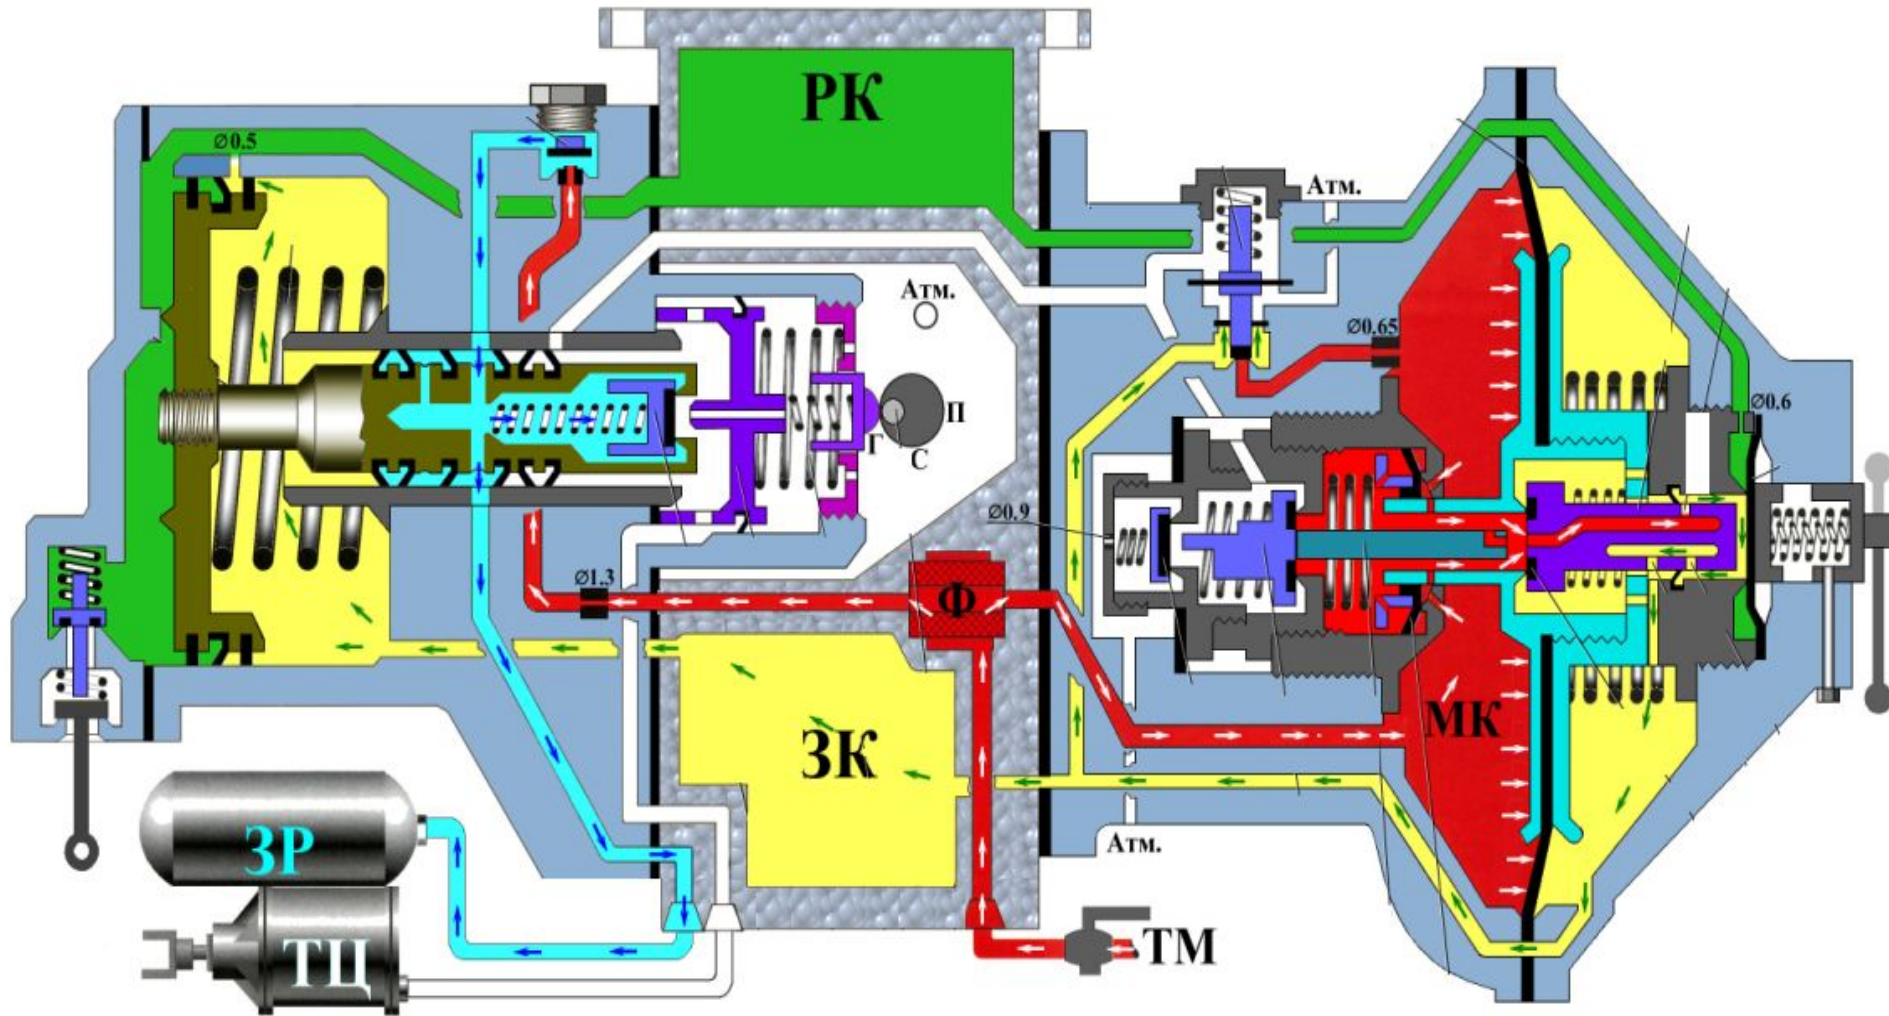 РК
Ø0.5
Атм.
Атм.
Ø0.65
П
Г
С
Ø0.6
Ø0.9
Ø1.3
Ф
МК
ЗК
ЗР
Атм.
ТЦ
ТМ